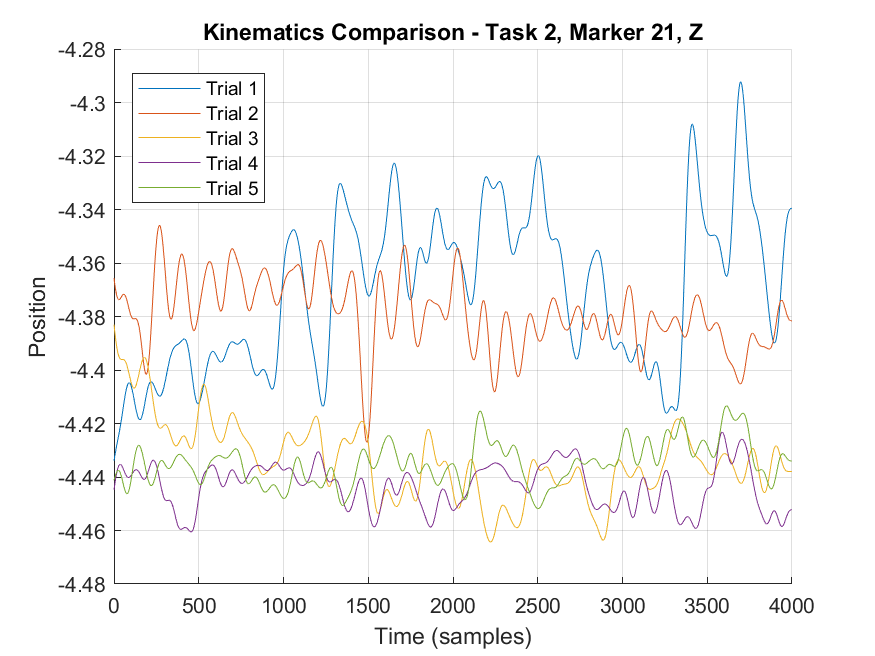 Kinematics Comparison - Task 2, Marker 21, Z
-4.28
-4.3
-4.32
-4.34
-4.36
-4.38
-4.4
-4.42
-4.44
-4.46
-4.48
Position
Trial 1
Trial 2
Trial 3
Trial 4
Trial 5
0 500 1000 1500 2000 2500 3000 3500 4000
Time (samples)